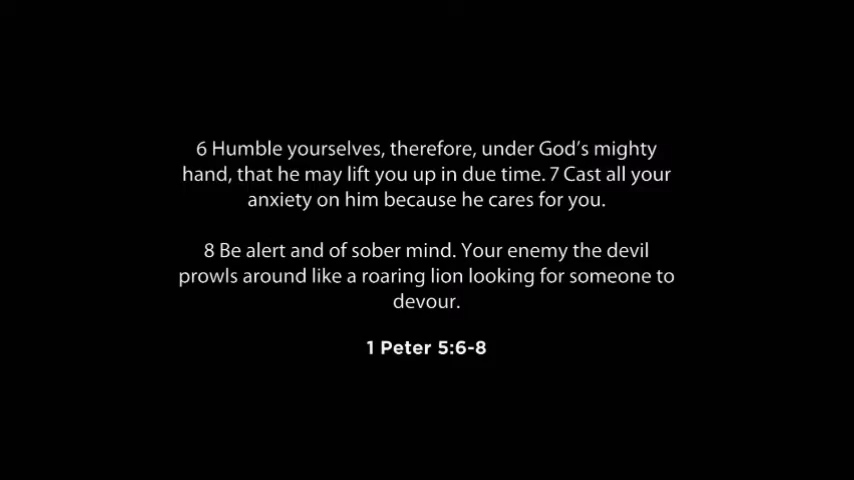 6 Humble yourselves, therefore, under God’s mighty
hand, that he may lift you up in due time. 7 Cast all your
anxiety on him because he cares for you.
8 Be alert and of sober mind. Your enemy the devil
prowls around like a roaring lion looking for someone to
devour.
1 Peter 5:6-8